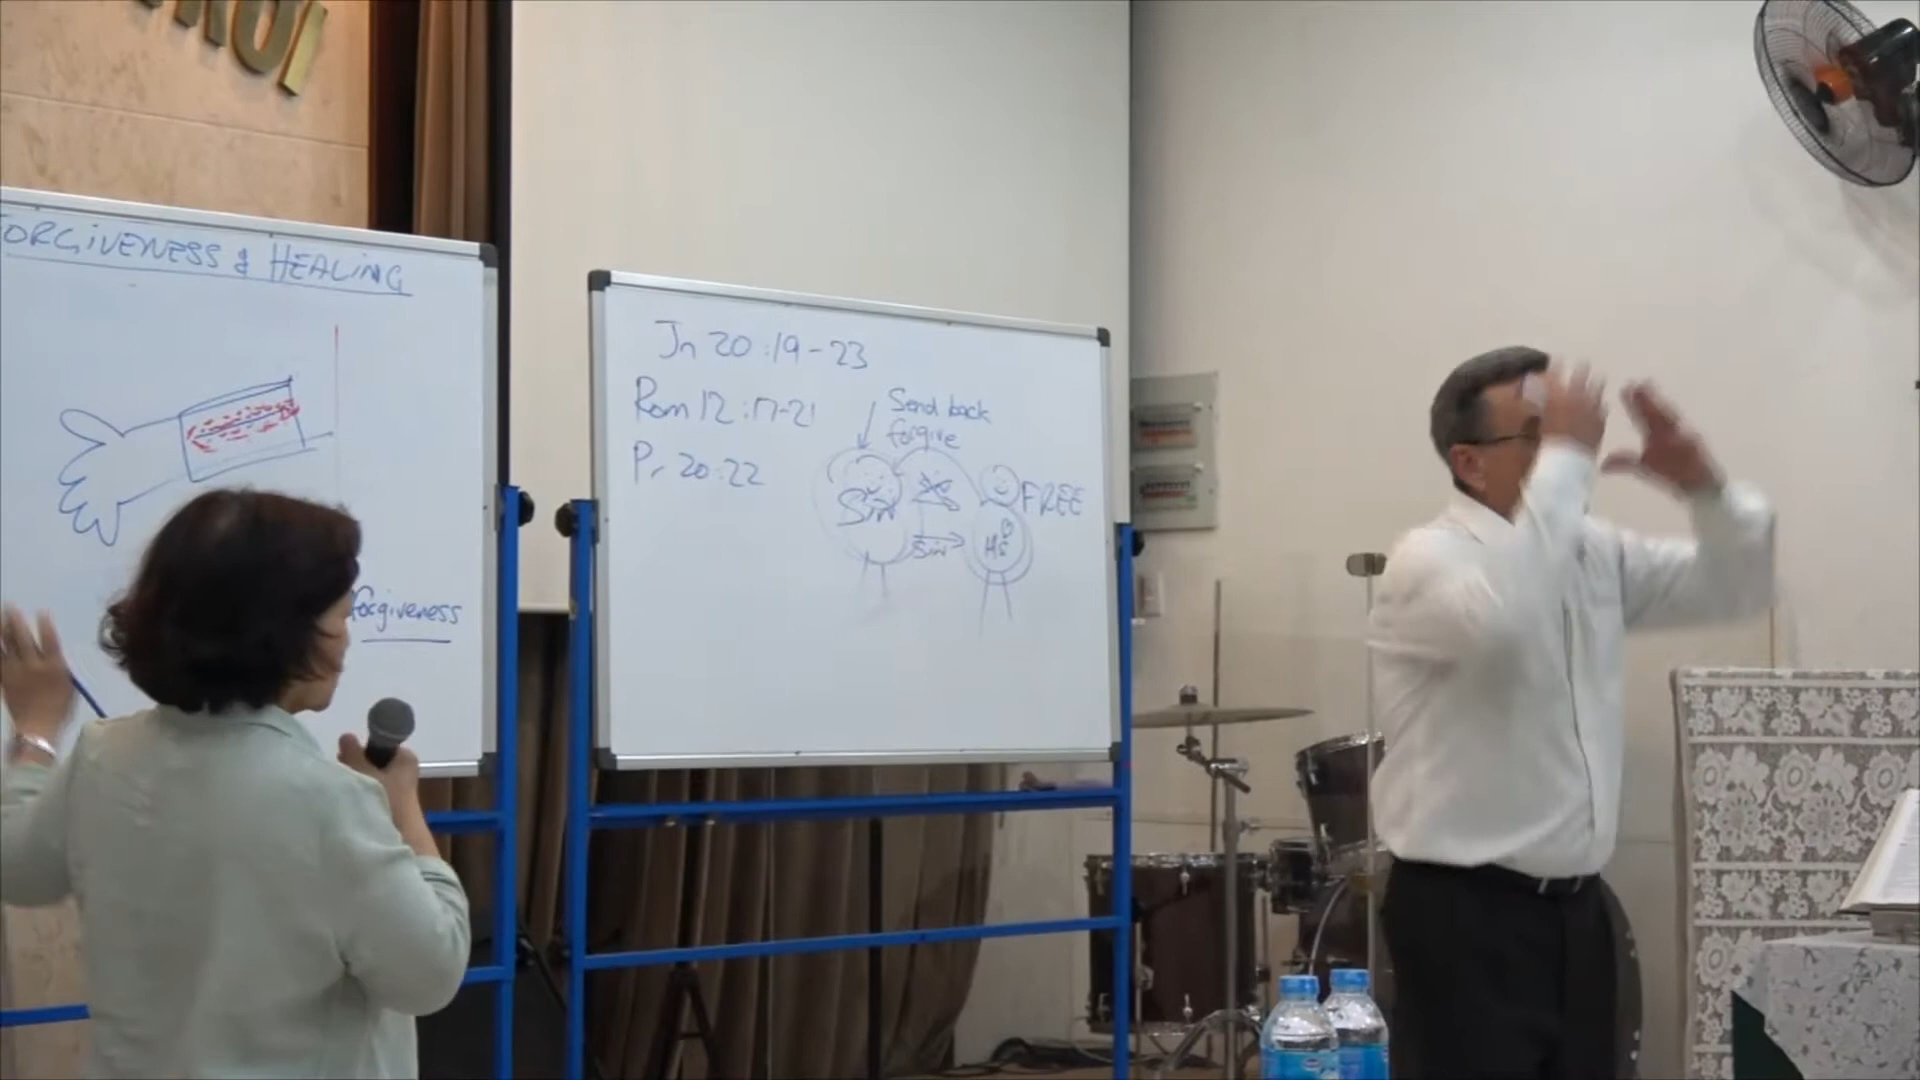 FORGIVENESS & HEALING
forgiveness
Jn 20:19-23
Rom 12:17-21
Pr 20:22
Send back
forgive
Sin
Sin
HS
FREE